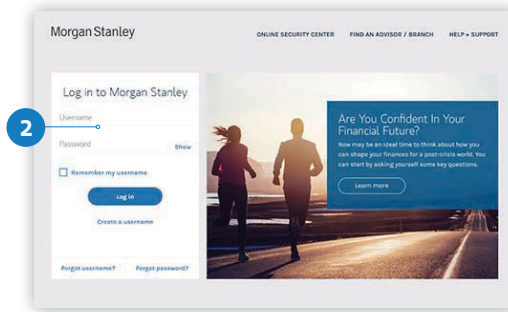 Morgan Stanley
ONLINE SECURITY CENTER FIND AN ADVISOR / BRANCH HELP + SUPPORT
Log in to Morgan Stanley
Username
2
Password Show
Remember my username
Log in
Create a username
Forgot username? Forgot password?
Are You Confident In Your
Financial Future?
Now may be an ideal time to think about how you
can shape your finances for a post-crisis world. You
can start by asking yourself some key questions.
Learn more